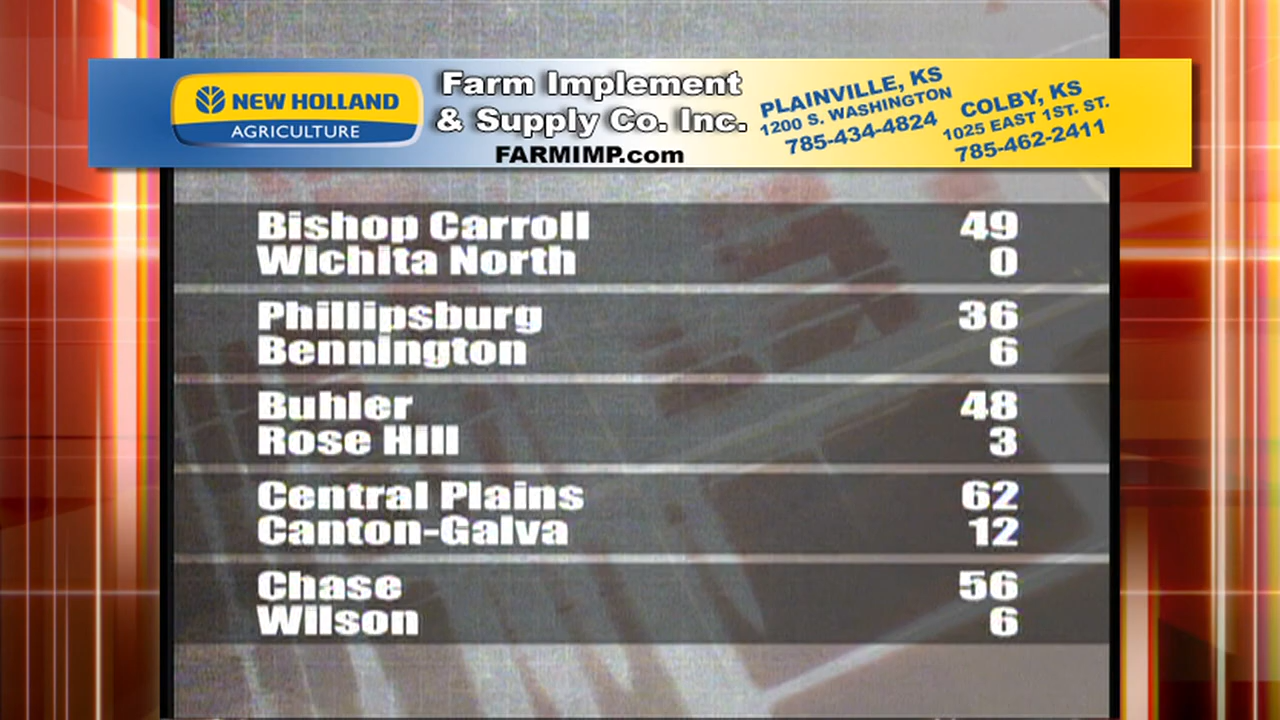 NEW HOLLAND
AGRICULTURE
Farm Implement
& Supply Co. Inc.
FARMIMP.com
PLAINVILLE, KS
1200 S. WASHINGTON
785-434-4824
COLBY, KS
1025 EAST 1ST. ST.
785-462-2411
Bishop Carroll 49
Wichita North 0
Phillipsburg 36
Bennington 6
Buhler 48
Rose Hill 3
Central Plains 62
Canton-Galva 12
Chase 56
Wilson 6